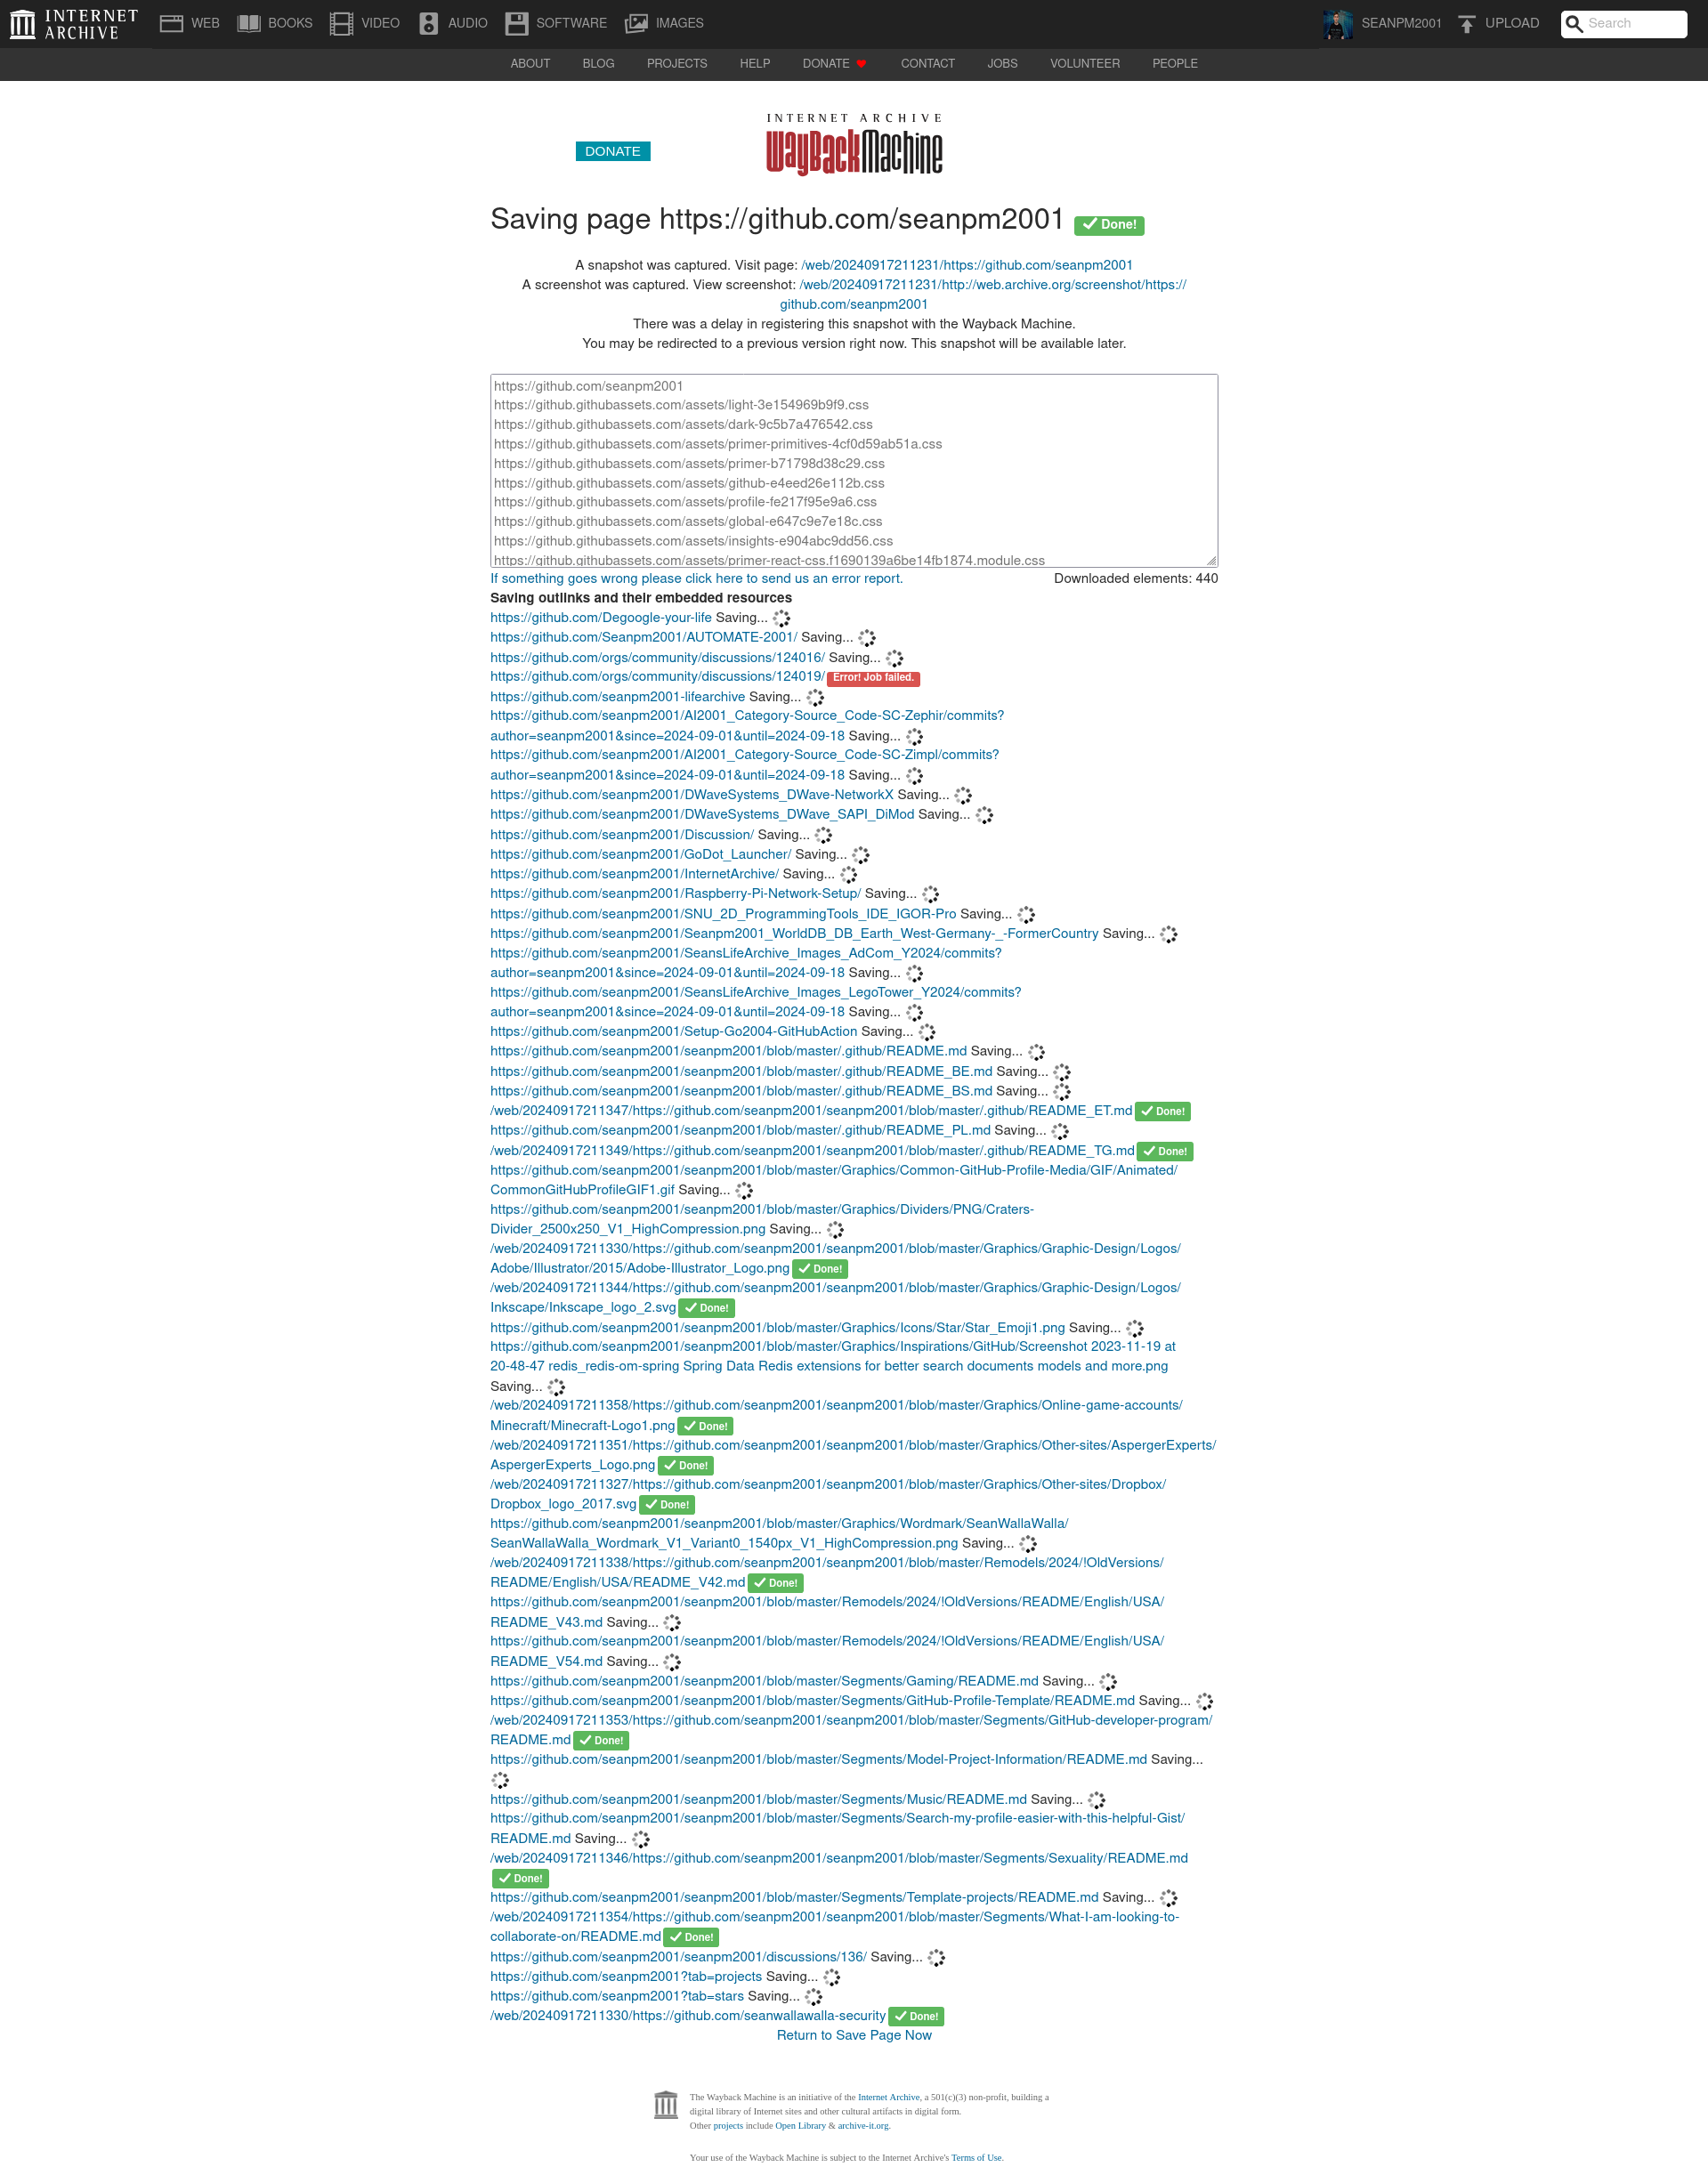 INTERNET ARCHIVE
WEB BOOKS VIDEO AUDIO SOFTWARE IMAGES SEANPM2001 UPLOAD Search
ABOUT BLOG PROJECTS HELP DONATE CONTACT JOBS VOLUNTEER PEOPLE
INTERNET ARCHIVE
DONATE WayBackMachine
Saving page https://github.com/seanpm2001 Done!
A snapshot was captured. Visit page: /web/20240917211231/https://github.com/seanpm2001
A screenshot was captured. View screenshot: /web/20240917211231/http://web.archive.org/screenshot/https://
github.com/seanpm2001
There was a delay in registering this snapshot with the Wayback Machine.
You may be redirected to a previous version right now. This snapshot will be available later.
https://github.com/seanpm2001
https://github.githubassets.com/assets/light-3e154969b9f9.css
https://github.githubassets.com/assets/dark-9c5b7a476542.css
https://github.githubassets.com/assets/primer-primitives-4cf0d59ab51a.css
https://github.githubassets.com/assets/primer-b71798d38c29.css
https://github.githubassets.com/assets/github-e4eed26e112b.css
https://github.githubassets.com/assets/profile-fe217f95e9a6.css
https://github.githubassets.com/assets/global-e647c9e7e18c.css
https://github.githubassets.com/assets/insights-e904abc9dd56.css
https://github.githubassets.com/assets/primer-react-css.f1690139a6be14fb1874.module.css
If something goes wrong please click here to send us an error report. Downloaded elements: 440
Saving outlinks and their embedded resources
https://github.com/Degoogle-your-life Saving...
https://github.com/Seanpm2001/AUTOMATE-2001/ Saving...
https://github.com/orgs/community/discussions/124016/ Saving...
https://github.com/orgs/community/discussions/124019/ Error! Job failed.
https://github.com/seanpm2001-lifearchive Saving...
https://github.com/seanpm2001/AI2001_Category-Source_Code-SC-Zephir/commits?
author=seanpm2001&since=2024-09-01&until=2024-09-18 Saving...
https://github.com/seanpm2001/AI2001_Category-Source_Code-SC-Zimpl/commits?
author=seanpm2001&since=2024-09-01&until=2024-09-18 Saving...
https://github.com/seanpm2001/DWaveSystems_DWave-NetworkX Saving...
https://github.com/seanpm2001/DWaveSystems_DWave_SAPI_DiMod Saving...
https://github.com/seanpm2001/Discussion/ Saving...
https://github.com/seanpm2001/GoDot_Launcher/ Saving...
https://github.com/seanpm2001/InternetArchive/ Saving...
https://github.com/seanpm2001/Raspberry-Pi-Network-Setup/ Saving...
https://github.com/seanpm2001/SNU_2D_ProgrammingTools_IDE_IGOR-Pro Saving...
https://github.com/seanpm2001/Seanpm2001_WorldDB_DB_Earth_West-Germany-_-FormerCountry Saving...
https://github.com/seanpm2001/SeansLifeArchive_Images_AdCom_Y2024/commits?
author=seanpm2001&since=2024-09-01&until=2024-09-18 Saving...
https://github.com/seanpm2001/SeansLifeArchive_Images_LegoTower_Y2024/commits?
author=seanpm2001&since=2024-09-01&until=2024-09-18 Saving...
https://github.com/seanpm2001/Setup-Go2004-GitHubAction Saving...
https://github.com/seanpm2001/seanpm2001/blob/master/.github/README.md Saving...
https://github.com/seanpm2001/seanpm2001/blob/master/.github/README_BE.md Saving...
https://github.com/seanpm2001/seanpm2001/blob/master/.github/README_BS.md Saving...
/web/20240917211347/https://github.com/seanpm2001/seanpm2001/blob/master/.github/README_ET.md Done!
https://github.com/seanpm2001/seanpm2001/blob/master/.github/README_PL.md Saving...
/web/20240917211349/https://github.com/seanpm2001/seanpm2001/blob/master/.github/README_TG.md Done!
https://github.com/seanpm2001/seanpm2001/blob/master/Graphics/Common-GitHub-Profile-Media/GIF/Animated/
CommonGitHubProfileGIF1.gif Saving...
https://github.com/seanpm2001/seanpm2001/blob/master/Graphics/Dividers/PNG/Craters-
Divider_2500x250_V1_HighCompression.png Saving...
/web/20240917211330/https://github.com/seanpm2001/seanpm2001/blob/master/Graphics/Graphic-Design/Logos/
Adobe/Illustrator/2015/Adobe-Illustrator_Logo.png Done!
/web/20240917211344/https://github.com/seanpm2001/seanpm2001/blob/master/Graphics/Graphic-Design/Logos/
Inkscape/Inkscape_logo_2.svg Done!
https://github.com/seanpm2001/seanpm2001/blob/master/Graphics/Icons/Star/Star_Emoji1.png Saving...
https://github.com/seanpm2001/seanpm2001/blob/master/Graphics/Inspirations/GitHub/Screenshot 2023-11-19 at
20-48-47 redis_redis-om-spring Spring Data Redis extensions for better search documents models and more.png
Saving...
/web/20240917211358/https://github.com/seanpm2001/seanpm2001/blob/master/Graphics/Online-game-accounts/
Minecraft/Minecraft-Logo1.png Done!
/web/20240917211351/https://github.com/seanpm2001/seanpm2001/blob/master/Graphics/Other-sites/AspergerExperts/
AspergerExperts_Logo.png Done!
/web/20240917211327/https://github.com/seanpm2001/seanpm2001/blob/master/Graphics/Other-sites/Dropbox/
Dropbox_logo_2017.svg Done!
https://github.com/seanpm2001/seanpm2001/blob/master/Graphics/Wordmark/SeanWallaWalla/
SeanWallaWalla_Wordmark_V1_Variant0_1540px_V1_HighCompression.png Saving...
/web/20240917211338/https://github.com/seanpm2001/seanpm2001/blob/master/Remodels/2024/!OldVersions/
README/English/USA/README_V42.md Done!
https://github.com/seanpm2001/seanpm2001/blob/master/Remodels/2024/!OldVersions/README/English/USA/
README_V43.md Saving...
https://github.com/seanpm2001/seanpm2001/blob/master/Remodels/2024/!OldVersions/README/English/USA/
README_V54.md Saving...
https://github.com/seanpm2001/seanpm2001/blob/master/Segments/Gaming/README.md Saving...
https://github.com/seanpm2001/seanpm2001/blob/master/Segments/GitHub-Profile-Template/README.md Saving...
/web/20240917211353/https://github.com/seanpm2001/seanpm2001/blob/master/Segments/GitHub-developer-program/
README.md Done!
https://github.com/seanpm2001/seanpm2001/blob/master/Segments/Model-Project-Information/README.md Saving...
https://github.com/seanpm2001/seanpm2001/blob/master/Segments/Music/README.md Saving...
https://github.com/seanpm2001/seanpm2001/blob/master/Segments/Search-my-profile-easier-with-this-helpful-Gist/
README.md Saving...
/web/20240917211346/https://github.com/seanpm2001/seanpm2001/blob/master/Segments/Sexuality/README.md
Done!
https://github.com/seanpm2001/seanpm2001/blob/master/Segments/Template-projects/README.md Saving...
/web/20240917211354/https://github.com/seanpm2001/seanpm2001/blob/master/Segments/What-I-am-looking-to-
collaborate-on/README.md Done!
https://github.com/seanpm2001/seanpm2001/discussions/136/ Saving...
https://github.com/seanpm2001?tab=projects Saving...
https://github.com/seanpm2001?tab=stars Saving...
/web/20240917211330/https://github.com/seanwallawalla-security Done!
Return to Save Page Now
The Wayback Machine is an initiative of the Internet Archive, a 501(c)(3) non-profit, building a
digital library of Internet sites and other cultural artifacts in digital form.
Other projects include Open Library & archive-it.org.
Your use of the Wayback Machine is subject to the Internet Archive's Terms of Use.